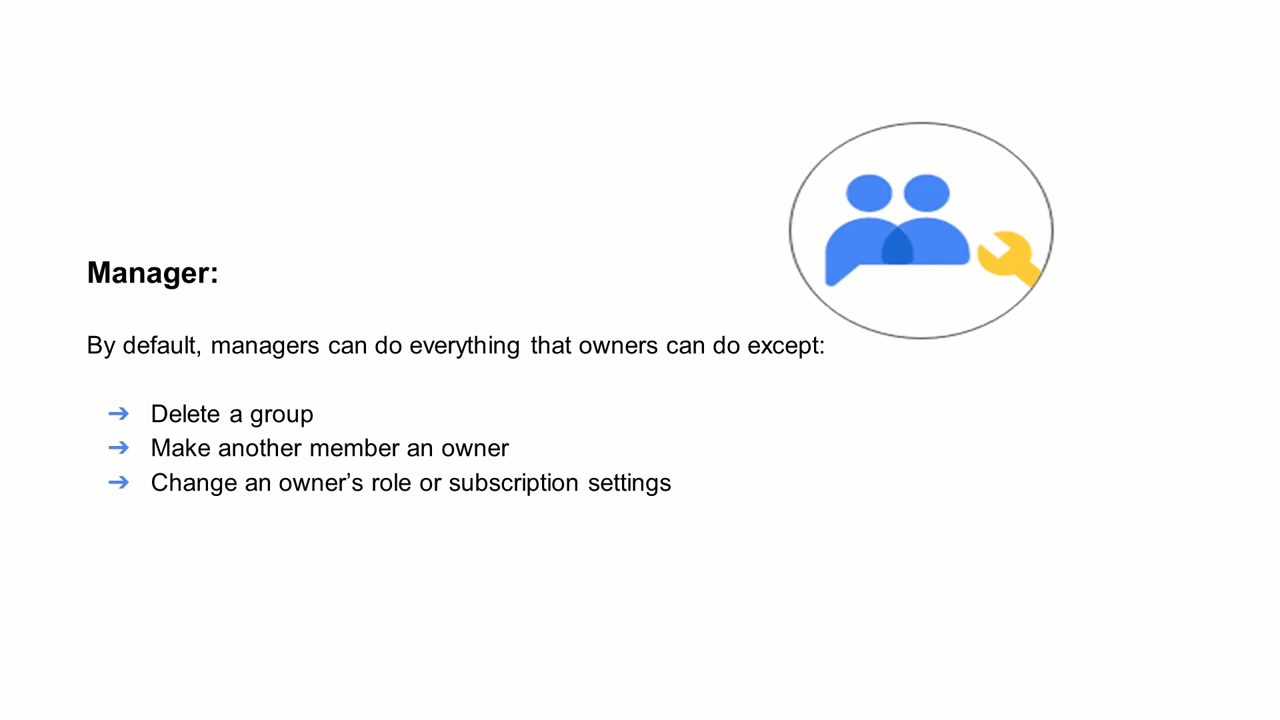 Manager:
By default, managers can do everything that owners can do except:
➔ Delete a group
➔ Make another member an owner
➔ Change an owner’s role or subscription settings